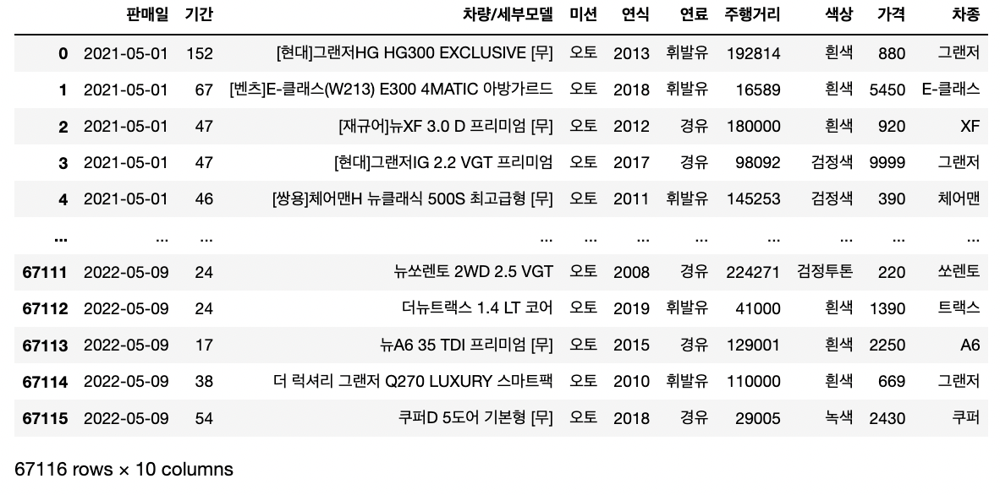 판매일 기간 차량/세부모델 미션 연식 연료 주행거리 색상 가격 차종
0 2021-05-01 152 [현대]그랜저HG HG300 EXCLUSIVE [무] 오토 2013 휘발유 192814 흰색 880 그랜저
1 2021-05-01 67 [벤츠]E-클래스(W213) E300 4MATIC 아방가르드 오토 2018 휘발유 16589 흰색 5450 E-클래스
2 2021-05-01 47 [재규어]뉴XF 3.0 D 프리미엄 [무] 오토 2012 경유 180000 흰색 920 XF
3 2021-05-01 47 [현대]그랜저IG 2.2 VGT 프리미엄 오토 2017 경유 98092 검정색 9999 그랜저
4 2021-05-01 46 [쌍용]체어맨H 뉴클래식 500S 최고급형 [무] 오토 2011 휘발유 145253 검정색 390 체어맨
... ... ... ... ... ... ... ... ... ... ...
67111 2022-05-09 24 뉴쏘렌토 2WD 2.5 VGT 오토 2008 경유 224271 검정투톤 220 쏘렌토
67112 2022-05-09 24 더뉴트랙스 1.4 LT 코어 오토 2019 휘발유 41000 흰색 1390 트랙스
67113 2022-05-09 17 뉴A6 35 TDI 프리미엄 [무] 오토 2015 경유 129001 흰색 2250 A6
67114 2022-05-09 38 더 럭셔리 그랜저 Q270 LUXURY 스마트팩 오토 2010 휘발유 110000 흰색 669 그랜저
67115 2022-05-09 54 쿠퍼D 5도어 기본형 [무] 오토 2018 경유 29005 녹색 2430 쿠퍼
67116 rows × 10 columns